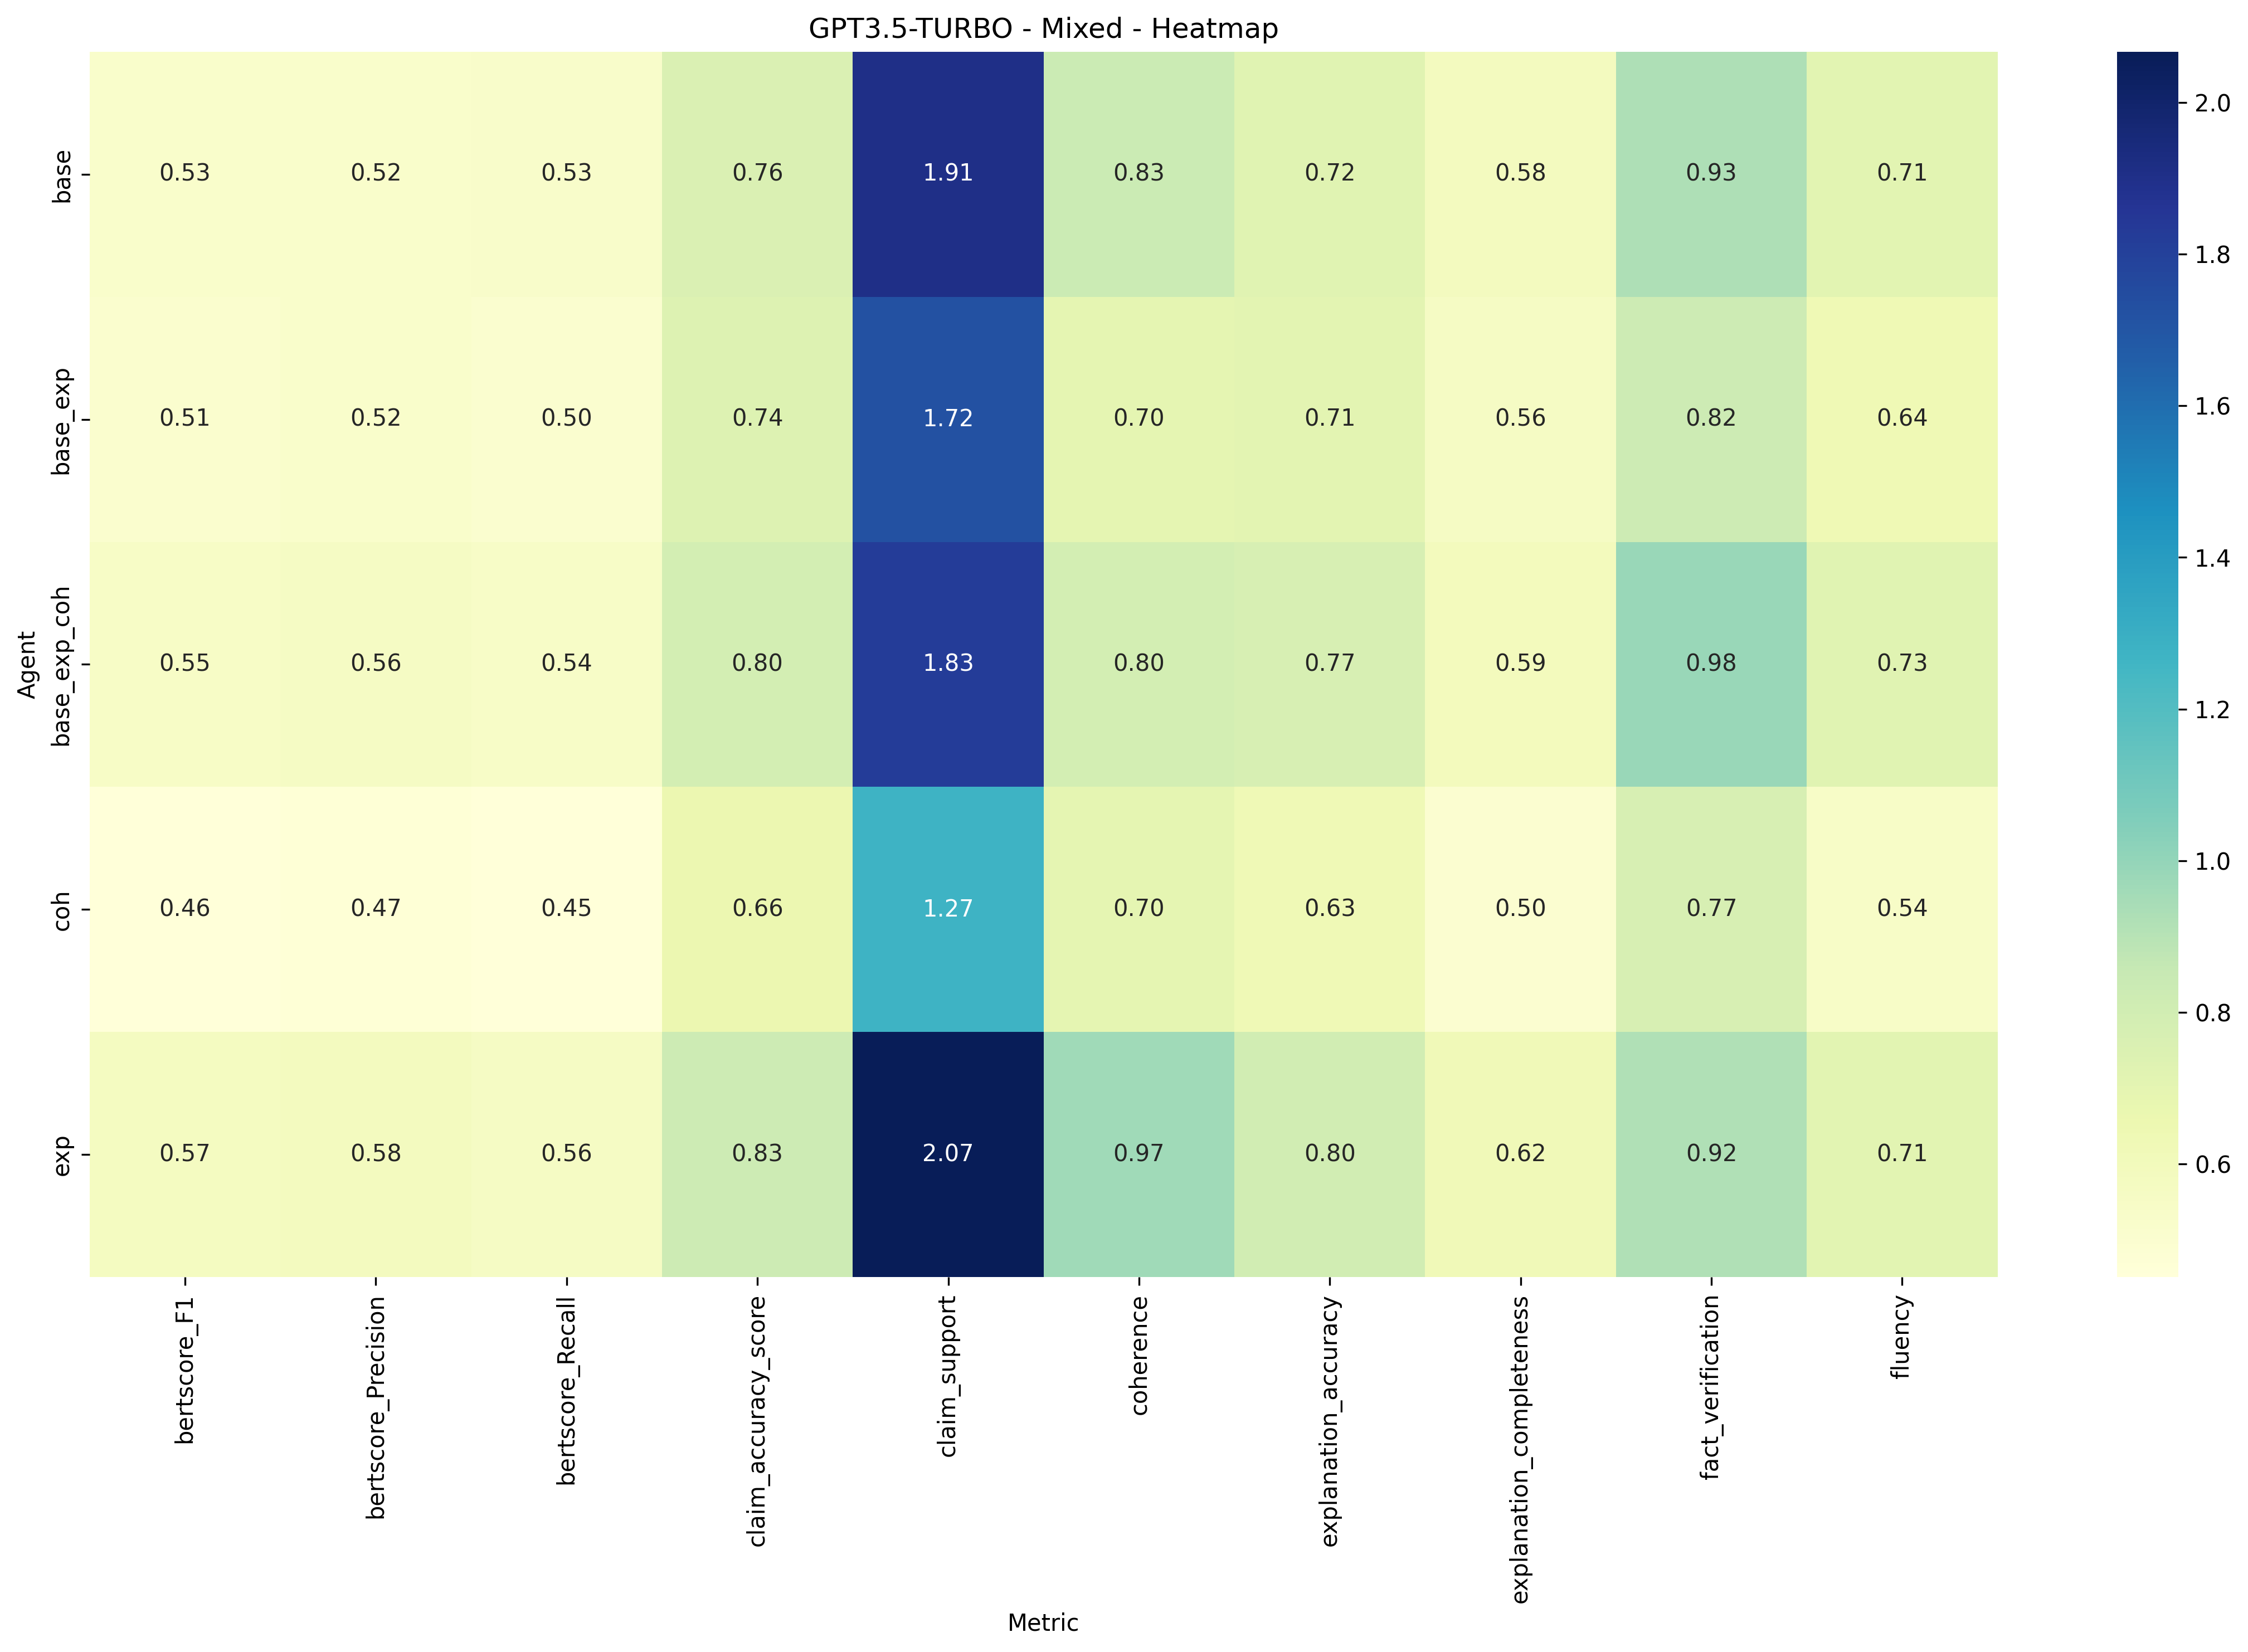 GPT3.5-TURBO - Mixed - Heatmap
base 0.53 0.52 0.53 0.76 1.91 0.83 0.72 0.58 0.93 0.71
base_exp 0.51 0.52 0.50 0.74 1.72 0.70 0.71 0.56 0.82 0.64
base_exp_coh 0.55 0.56 0.54 0.80 1.83 0.80 0.77 0.59 0.98 0.73
coh 0.46 0.47 0.45 0.66 1.27 0.70 0.63 0.50 0.77 0.54
exp 0.57 0.58 0.56 0.83 2.07 0.97 0.80 0.62 0.92 0.71
Agent
bertscore_F1
bertscore_Precision
bertscore_Recall
claim_accuracy_score
claim_support
coherence
explanation_accuracy
explanation_completeness
fact_verification
fluency
Metric
2.0
1.8
1.6
1.4
1.2
1.0
0.8
0.6